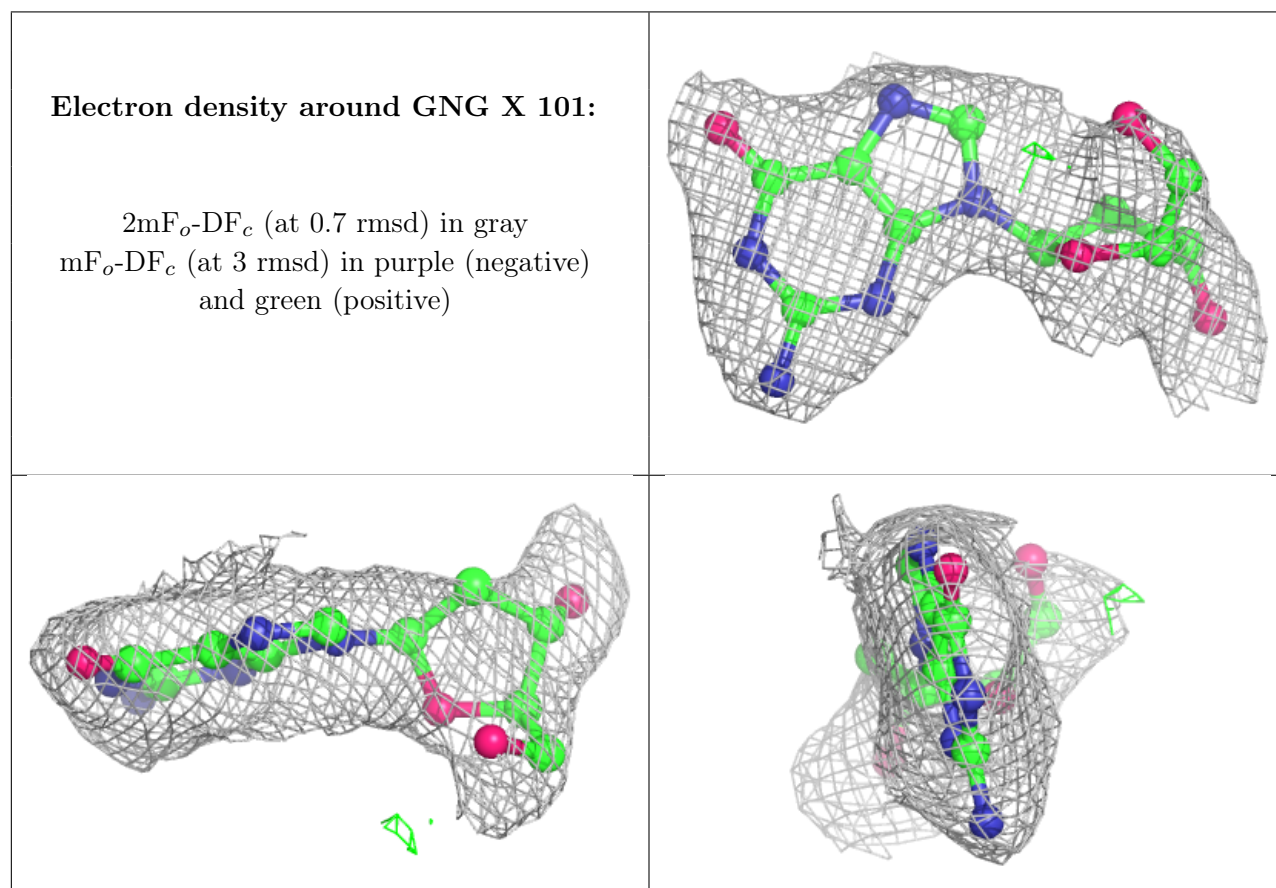 Electron density around GNG X 101:
2mFo-DFc (at 0.7 rmsd) in gray
mFo-DFc (at 3 rmsd) in purple (negative)
and green (positive)